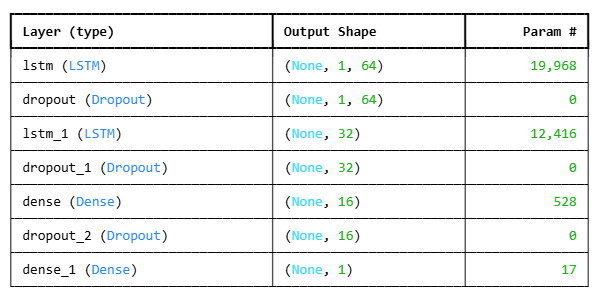 Layer (type) Output Shape Param #
lstm (LSTM) (None, 1, 64) 19,968
dropout (Dropout) (None, 1, 64) 0
lstm_1 (LSTM) (None, 32) 12,416
dropout_1 (Dropout) (None, 32) 0
dense (Dense) (None, 16) 528
dropout_2 (Dropout) (None, 16) 0
dense_1 (Dense) (None, 1) 17